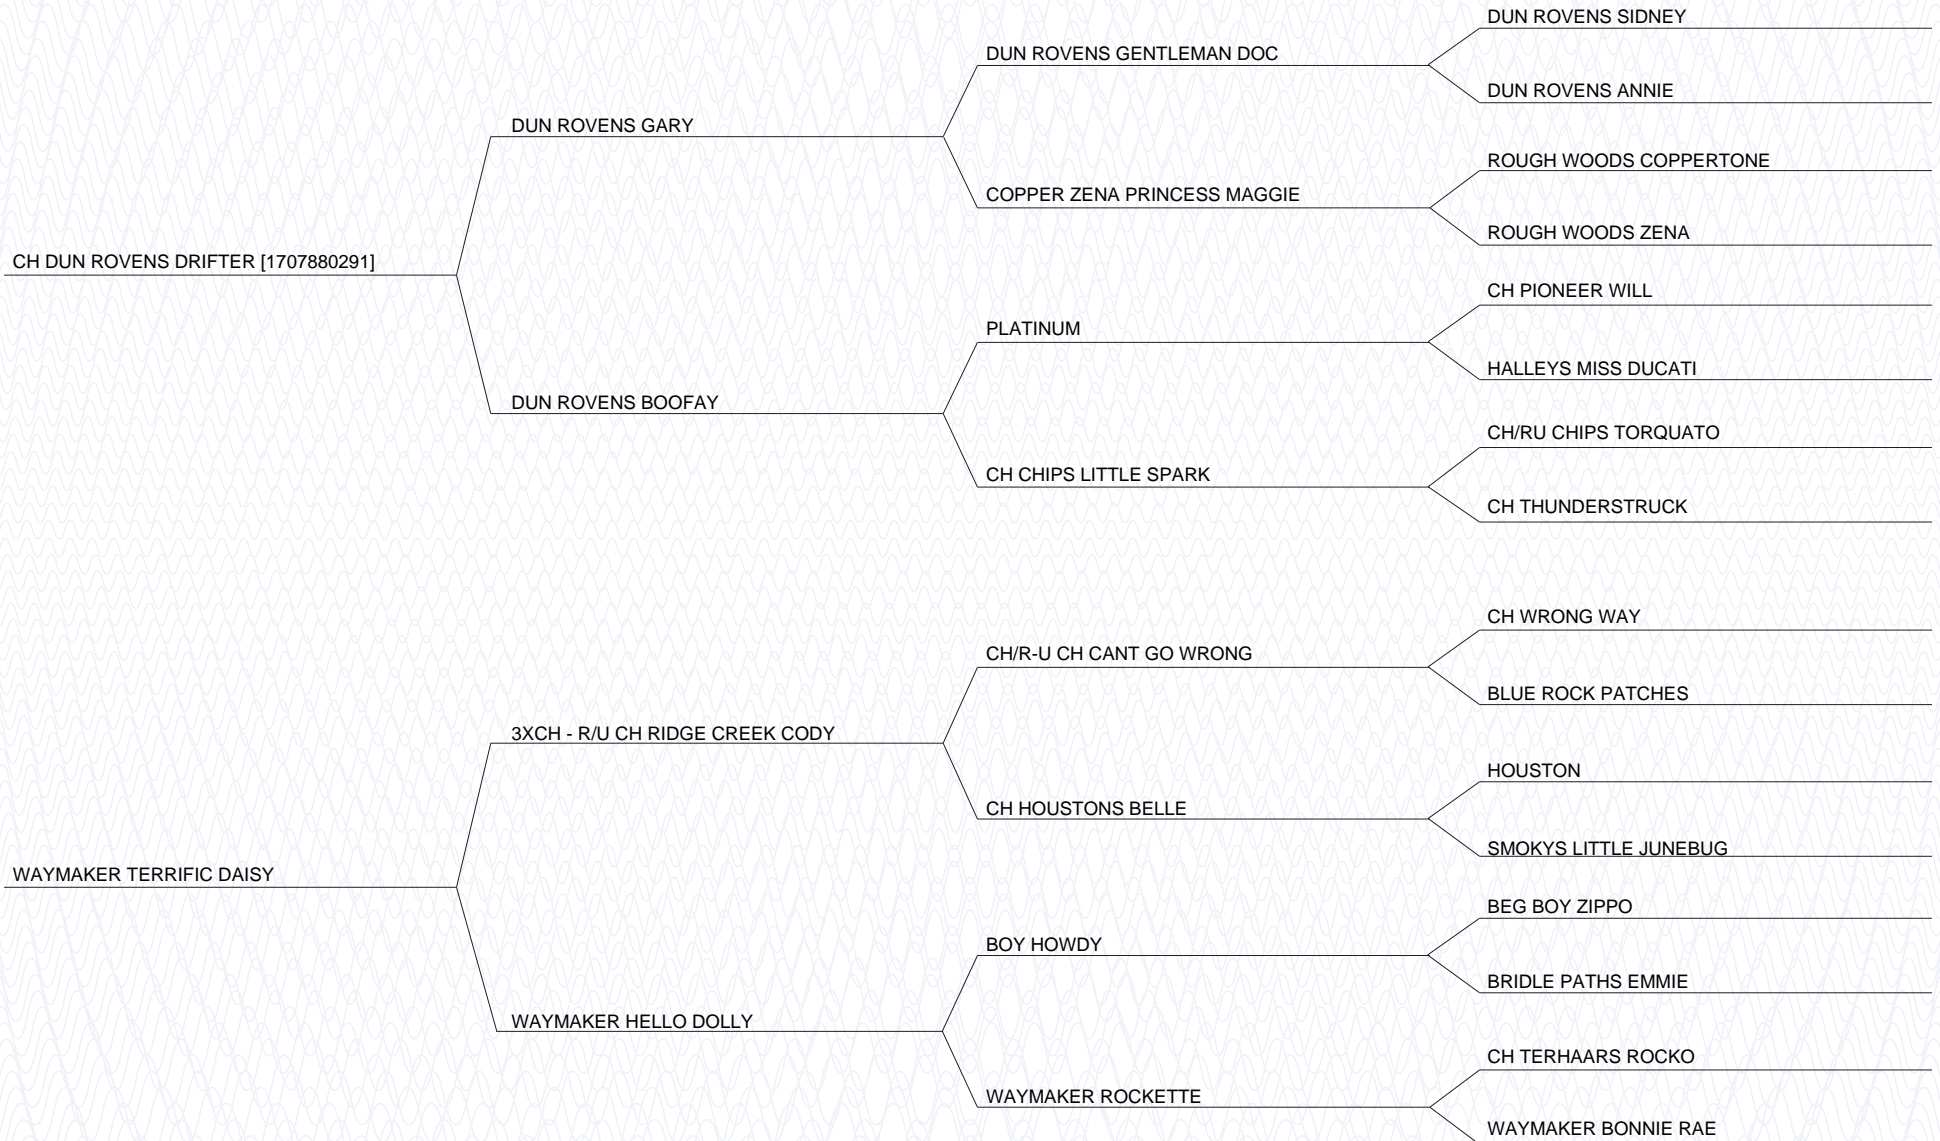 DUN ROVENS SIDNEY
DUN ROVENS GENTLEMAN DOC
DUN ROVENS ANNIE
DUN ROVENS GARY
ROUGH WOODS COPPERTONE
COPPER ZENA PRINCESS MAGGIE
ROUGH WOODS ZENA
CH DUN ROVENS DRIFTER [1707880291]
CH PIONEER WILL
PLATINUM
HALLEYS MISS DUCATI
DUN ROVENS BOOFAY
CH/RU CHIPS TORQUATO
CH CHIPS LITTLE SPARK
CH THUNDERSTRUCK
CH WRONG WAY
CH/R-U CH CANT GO WRONG
BLUE ROCK PATCHES
3XCH - R/U CH RIDGE CREEK CODY
HOUSTON
CH HOUSTONS BELLE
SMOKYS LITTLE JUNEBUG
WAYMAKER TERRIFIC DAISY
BEG BOY ZIPPO
BOY HOWDY
BRIDLE PATHS EMMIE
WAYMAKER HELLO DOLLY
CH TERHAARS ROCKO
WAYMAKER ROCKETTE
WAYMAKER BONNIE RAE